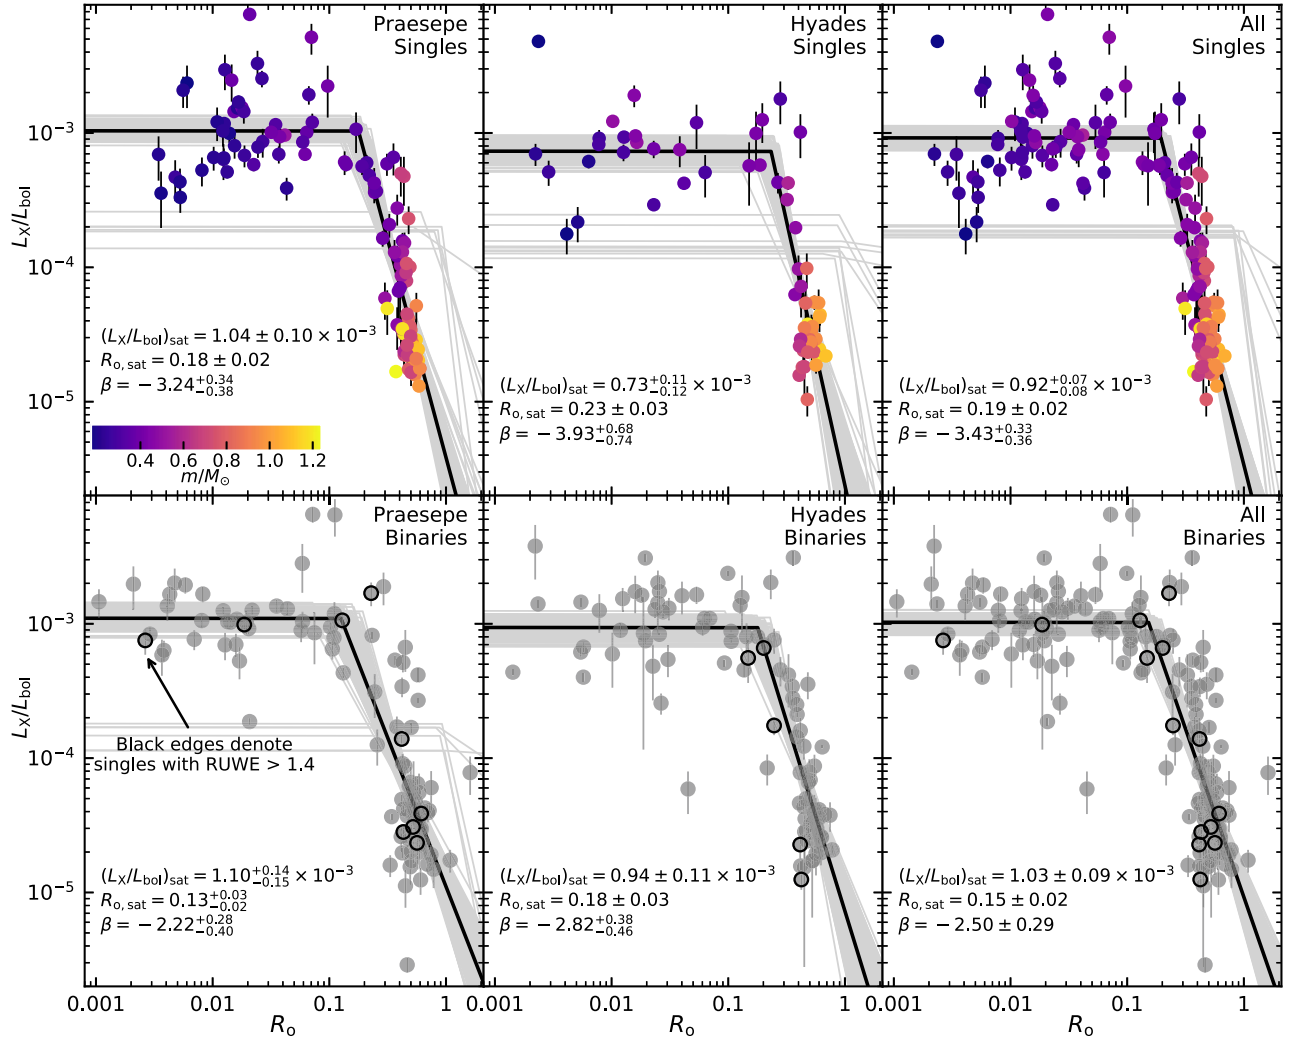 Praesepe
Singles
10⁻³
10⁻⁴
10⁻⁵
L_X/L_bol
(L_X/L_bol)_sat = 1.04 ± 0.10 × 10⁻³
R_o,sat = 0.18 ± 0.02
β = −3.24^{+0.34}_{−0.38}
0.4 0.6 0.8 1.0 1.2
m/M_⊙
Hyades
Singles
(L_X/L_bol)_sat = 0.73^{+0.11}_{−0.12} × 10⁻³
R_o,sat = 0.23 ± 0.03
β = −3.93^{+0.68}_{−0.74}
All
Singles
(L_X/L_bol)_sat = 0.92^{+0.07}_{−0.08} × 10⁻³
R_o,sat = 0.19 ± 0.02
β = −3.43^{+0.33}_{−0.36}
Praesepe
Binaries
10⁻³
10⁻⁴
10⁻⁵
L_X/L_bol
Black edges denote
singles with RUWE > 1.4
(L_X/L_bol)_sat = 1.10^{+0.14}_{−0.15} × 10⁻³
R_o,sat = 0.13^{+0.03}_{−0.02}
β = −2.22^{+0.28}_{−0.40}
0.001 0.01 0.1 1
R_o
Hyades
Binaries
(L_X/L_bol)_sat = 0.94 ± 0.11 × 10⁻³
R_o,sat = 0.18 ± 0.03
β = −2.82^{+0.38}_{−0.46}
0.001 0.01 0.1 1
R_o
All
Binaries
(L_X/L_bol)_sat = 1.03 ± 0.09 × 10⁻³
R_o,sat = 0.15 ± 0.02
β = −2.50 ± 0.29
0.001 0.01 0.1 1
R_o